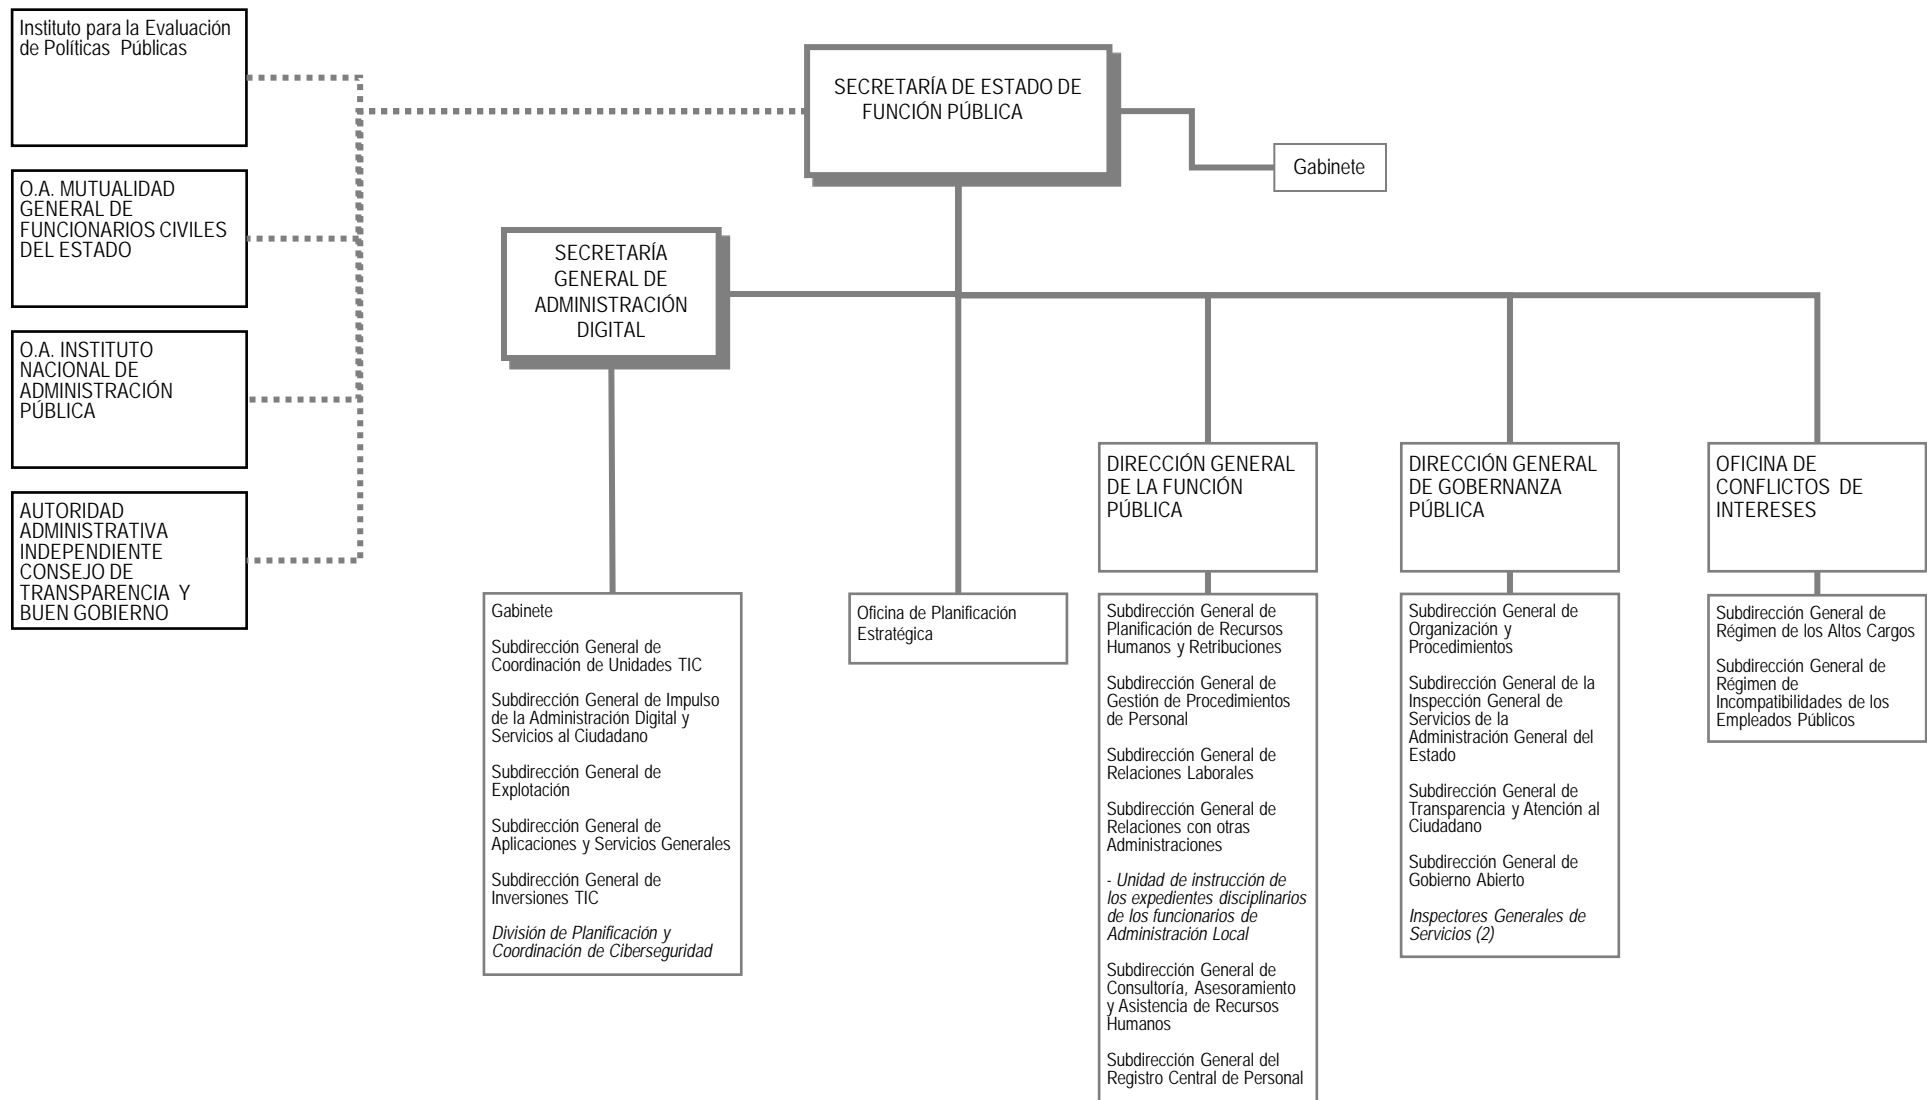 Instituto para la Evaluación
de Políticas Públicas
SECRETARÍA DE ESTADO DE
FUNCIÓN PÚBLICA
Gabinete
O.A. MUTUALIDAD
GENERAL DE
FUNCIONARIOS CIVILES
DEL ESTADO
O.A. INSTITUTO
NACIONAL DE
ADMINISTRACIÓN
PÚBLICA
AUTORIDAD
ADMINISTRATIVA
INDEPENDIENTE
CONSEJO DE
TRANSPARENCIA Y
BUEN GOBIERNO
SECRETARÍA
GENERAL DE
ADMINISTRACIÓN
DIGITAL
Gabinete
Subdirección General de
Coordinación de Unidades TIC
Subdirección General de Impulso
de la Administración Digital y
Servicios al Ciudadano
Subdirección General de
Explotación
Subdirección General de
Aplicaciones y Servicios Generales
Subdirección General de
Inversiones TIC
División de Planificación y
Coordinación de Ciberseguridad
Oficina de Planificación
Estratégica
DIRECCIÓN GENERAL
DE LA FUNCIÓN
PÚBLICA
Subdirección General de
Planificación de Recursos
Humanos y Retribuciones
Subdirección General de
Gestión de Procedimientos
de Personal
Subdirección General de
Relaciones Laborales
Subdirección General de
Relaciones con otras
Administraciones
- Unidad de instrucción de
los expedientes disciplinarios
de los funcionarios de
Administración Local
Subdirección General de
Consultoría, Asesoramiento
y Asistencia de Recursos
Humanos
Subdirección General del
Registro Central de Personal
DIRECCIÓN GENERAL
DE GOBERNANZA
PÚBLICA
Subdirección General de
Organización y
Procedimientos
Subdirección General de la
Inspección General de
Servicios de la
Administración General del
Estado
Subdirección General de
Transparencia y Atención al
Ciudadano
Subdirección General de
Gobierno Abierto
Inspectores Generales de
Servicios (2)
OFICINA DE
CONFLICTOS DE
INTERESES
Subdirección General de
Régimen de los Altos Cargos
Subdirección General de
Régimen de
Incompatibilidades de los
Empleados Públicos